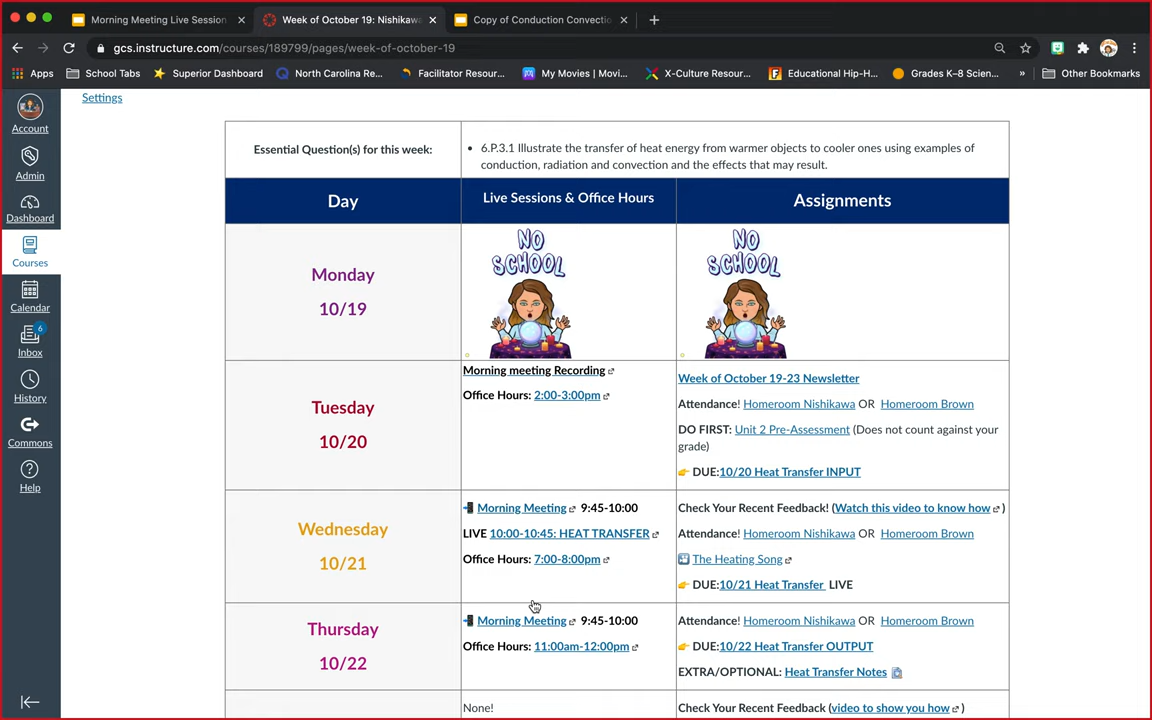 Morning Meeting Live Session
Week of October 19: Nishikawa
Copy of Conduction Convectio
gcs.instructure.com/courses/189799/pages/week-of-october-19
Apps
School Tabs
Superior Dashboard
North Carolina Re...
Facilitator Resour...
My Movies | Movi...
X-Culture Resour...
Educational Hip-H...
Grades K–8 Scien...
»
Other Bookmarks
Account
Admin
Dashboard
Courses
Calendar
6
Inbox
History
Commons
Help
Settings
Essential Question(s) for this week:
• 6.P.3.1 Illustrate the transfer of heat energy from warmer objects to cooler ones using examples of
conduction, radiation and convection and the effects that may result.
Day
Live Sessions & Office Hours
Assignments
Monday
10/19
NO
SCHOOL
NO
SCHOOL
Tuesday
10/20
Morning meeting Recording
Office Hours: 2:00-3:00pm
Week of October 19-23 Newsletter
Attendance! Homeroom Nishikawa OR Homeroom Brown
DO FIRST: Unit 2 Pre-Assessment (Does not count against your
grade)
👉 DUE:10/20 Heat Transfer INPUT
Wednesday
10/21
📲 Morning Meeting 9:45-10:00
LIVE 10:00-10:45: HEAT TRANSFER
Office Hours: 7:00-8:00pm
Check Your Recent Feedback! (Watch this video to know how )
Attendance! Homeroom Nishikawa OR Homeroom Brown
The Heating Song
👉 DUE:10/21 Heat Transfer LIVE
Thursday
10/22
📲 Morning Meeting 9:45-10:00
Office Hours: 11:00am-12:00pm
Attendance! Homeroom Nishikawa OR Homeroom Brown
👉 DUE:10/22 Heat Transfer OUTPUT
EXTRA/OPTIONAL: Heat Transfer Notes
None!
Check Your Recent Feedback (video to show you how )